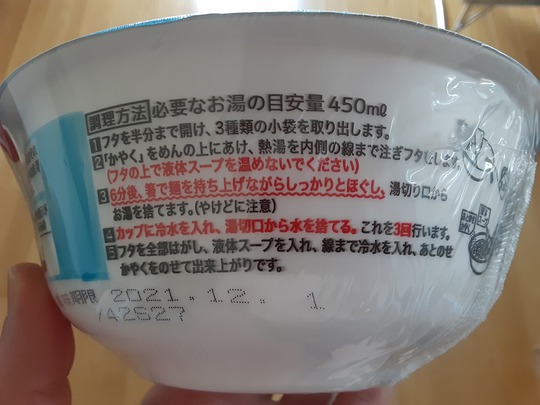 調理方法 必要なお湯の目安量 450ml
1 フタを半分まで開け、3種類の小袋を取り出します。
2 「かやく」をめんの上にあけ、熱湯を内側の線まで注ぎフタをします。
(フタの上で液体スープを温めないでください)
3 6分後、箸で麺を持ち上げながらしっかりとほぐし、湯切り口から
お湯を捨てます。(やけどに注意)
4 カップに冷水を入れ、湯切口から水を捨てる。これを3回行います。
5 フタを全部はがし、液体スープを入れ、線まで冷水を入れ、あとのせ
かやくをのせて出来上がりです。
期限 2021.12. 1
/A2627